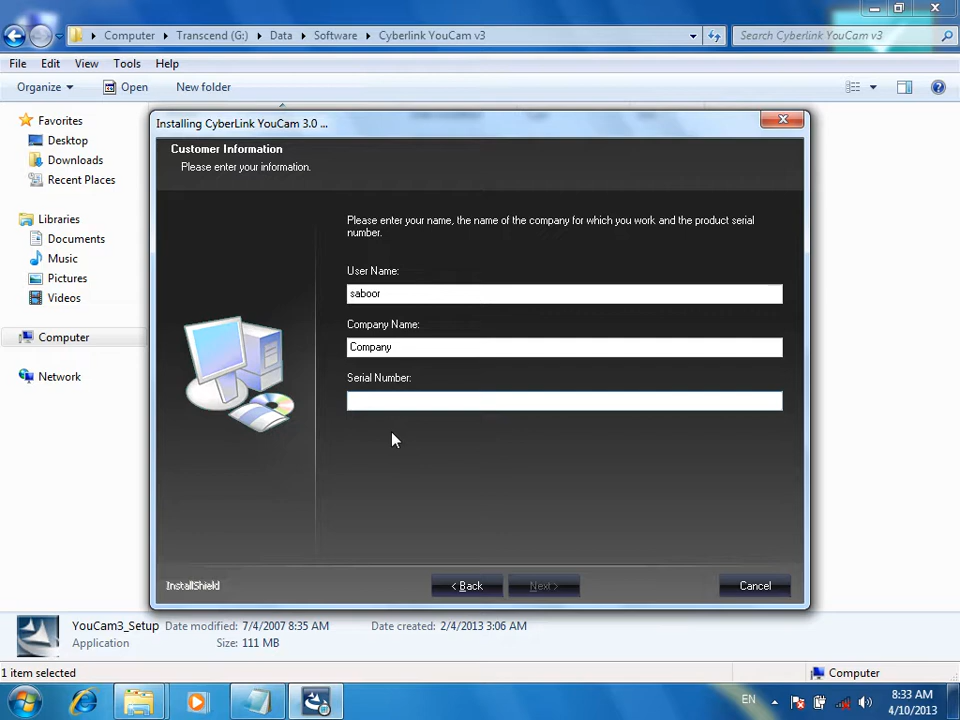 Computer
Transcend (G:)
Data
Software
Cyberlink YouCam v3
Search Cyberlink YouCam v3
File
Edit
View
Tools
Help
Organize
Open
New folder
Installing CyberLink YouCam 3.0 ...
Customer Information
Please enter your information.
Favorites
Desktop
Downloads
Recent Places
Libraries
Documents
Music
Pictures
Videos
Computer
Network
Please enter your name, the name of the company for which you work and the product serial
number.
User Name:
saboor
Company Name:
Company
Serial Number:
InstallShield
< Back
Next >
Cancel
YouCam3_Setup Date modified: 7/4/2007 8:35 AM Date created: 2/4/2013 3:06 AM
Application Size: 111 MB
1 item selected
Computer
EN
8:33 AM
4/10/2013